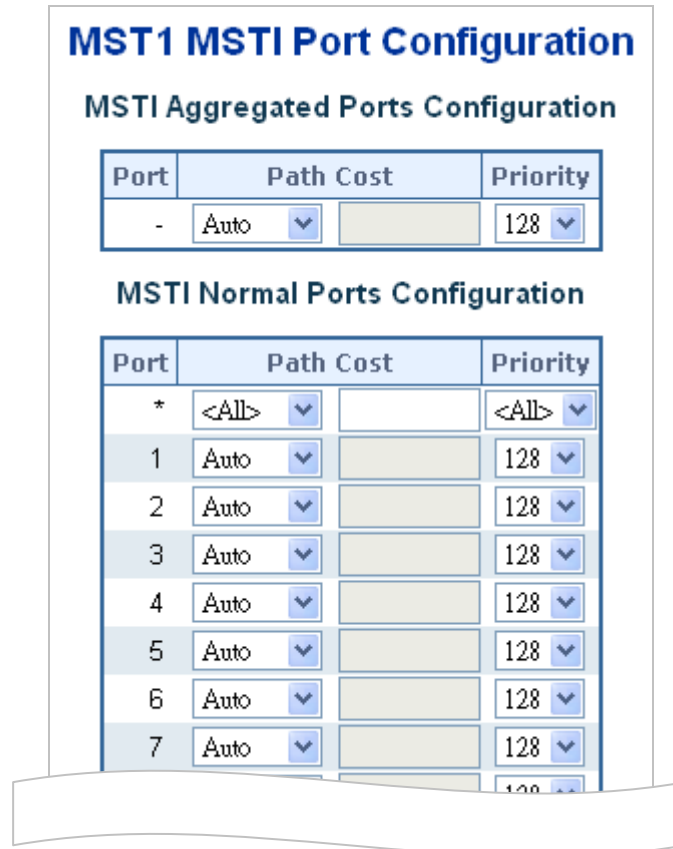 MST1 MSTI Port Configuration
MSTI Aggregated Ports Configuration
Port Path Cost Priority
- Auto 128
MSTI Normal Ports Configuration
Port Path Cost Priority
* <All> <All>
1 Auto 128
2 Auto 128
3 Auto 128
4 Auto 128
5 Auto 128
6 Auto 128
7 Auto 128